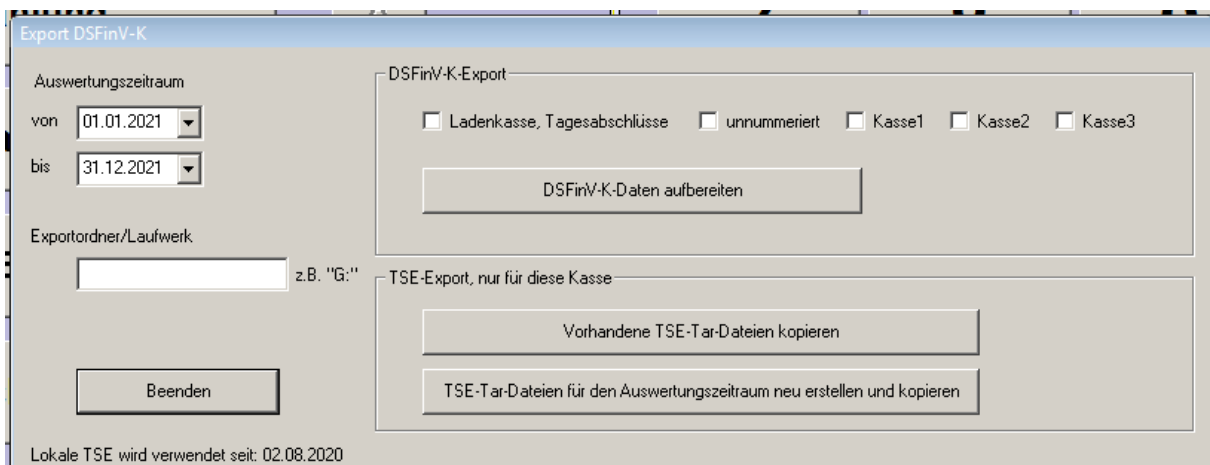 Export DSFinV-K
Auswertungszeitraum
von 01.01.2021
bis 31.12.2021
Exportordner/Laufwerk
z.B. "G:"
Beenden
Lokale TSE wird verwendet seit: 02.08.2020
DSFinV-K-Export
Ladenkasse, Tagesabschlüsse unnummeriert Kasse1 Kasse2 Kasse3
DSFinV-K-Daten aufbereiten
TSE-Export, nur für diese Kasse
Vorhandene TSE-Tar-Dateien kopieren
TSE-Tar-Dateien für den Auswertungszeitraum neu erstellen und kopieren